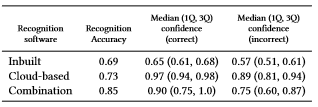 Recognition software Recognition Accuracy Median (1Q, 3Q) confidence (correct) Median (1Q, 3Q) confidence (incorrect)
Inbuilt 0.69 0.65 (0.61, 0.68) 0.57 (0.51, 0.61)
Cloud-based 0.73 0.97 (0.94, 0.98) 0.89 (0.81, 0.94)
Combination 0.85 0.90 (0.75, 1.0) 0.75 (0.60, 0.87)